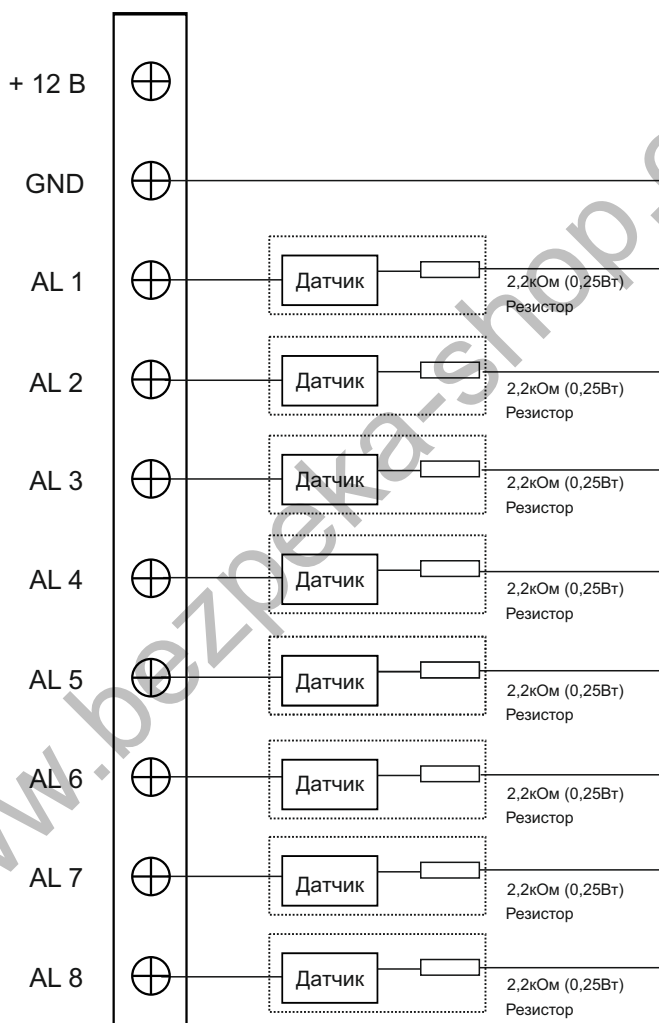 + 12 В
GND
AL 1
Датчик
2,2кОм (0,25Вт)
Резистор
AL 2
Датчик
2,2кОм (0,25Вт)
Резистор
AL 3
Датчик
2,2кОм (0,25Вт)
Резистор
AL 4
Датчик
2,2кОм (0,25Вт)
Резистор
AL 5
Датчик
2,2кОм (0,25Вт)
Резистор
AL 6
Датчик
2,2кОм (0,25Вт)
Резистор
AL 7
Датчик
2,2кОм (0,25Вт)
Резистор
AL 8
Датчик
2,2кОм (0,25Вт)
Резистор
w.bezpeka-shop.